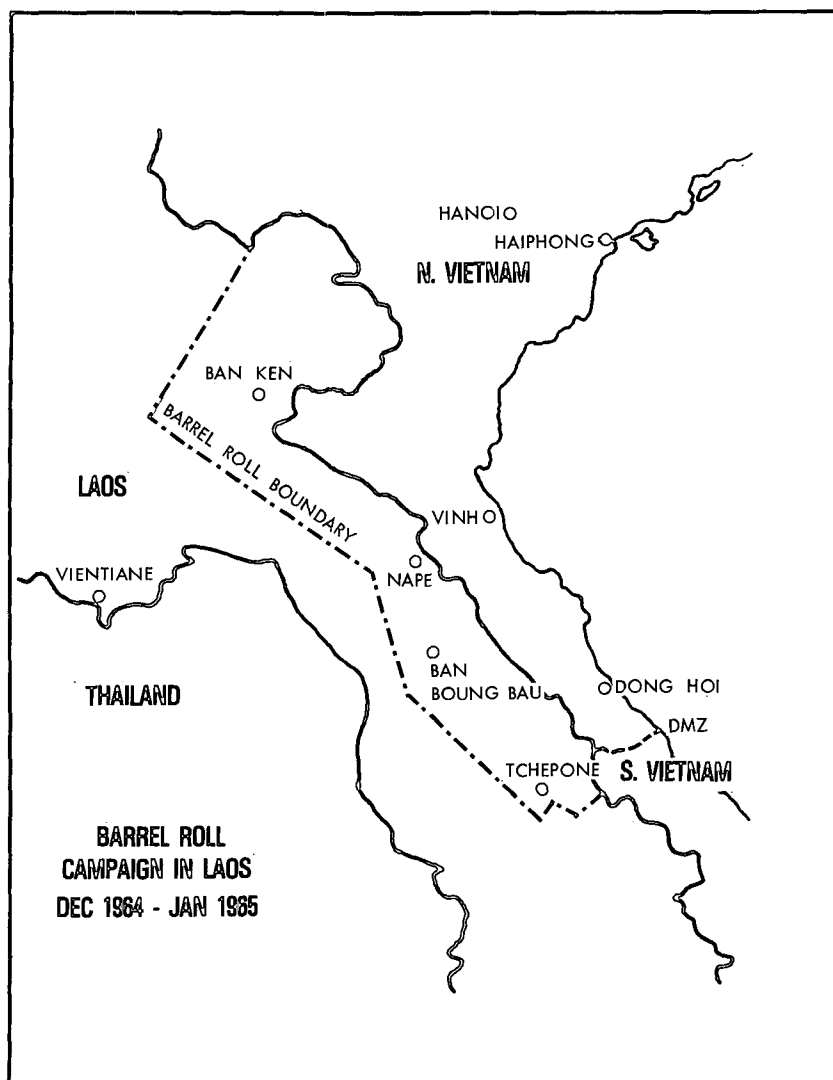 HANOI
HAIPHONG
N. VIETNAM
BAN KEN
BARREL ROLL BOUNDARY
LAOS
VINH
VIENTIANE
NAPE
BAN
BOUNG BAU
THAILAND
DONG HOI
DMZ
TCHEPONE
S. VIETNAM
BARREL ROLL
CAMPAIGN IN LAOS
DEC 1964 - JAN 1965